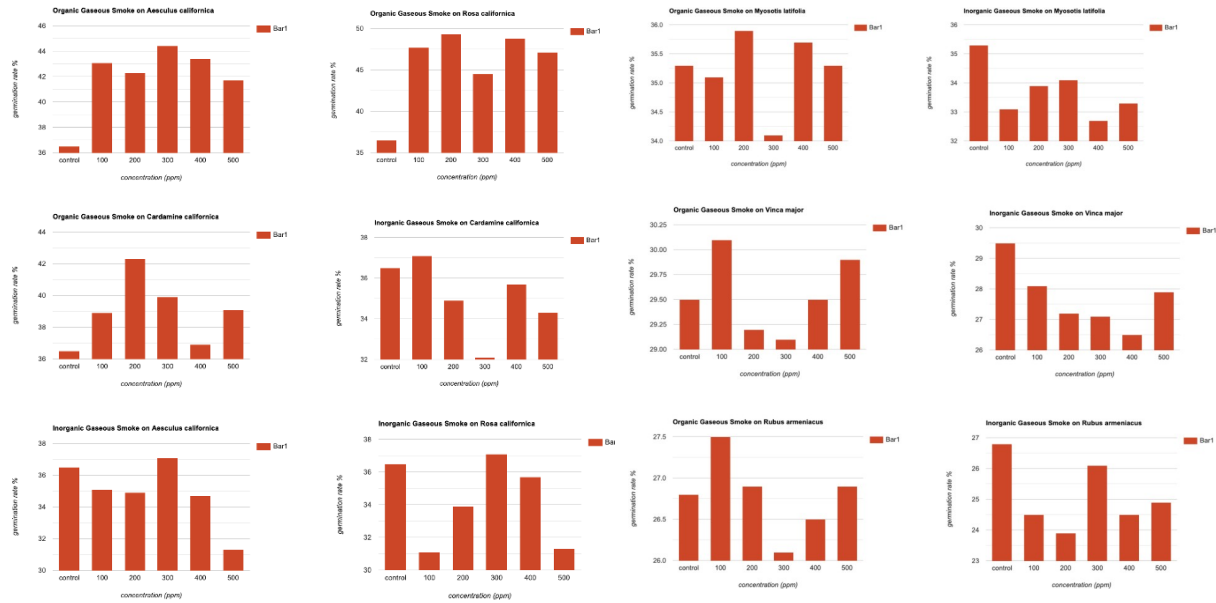 Organic Gaseous Smoke on Aesculus californica
Bar1
germination rate %
46
44
42
40
38
36
control 100 200 300 400 500
concentration (ppm)
Organic Gaseous Smoke on Rosa californica
Bar1
germination rate %
50
45
40
35
control 100 200 300 400 500
concentration (ppm)
Organic Gaseous Smoke on Myosotis latifolia
Bar1
germination rate %
36.0
35.5
35.0
34.5
34.0
control 100 200 300 400 500
concentration (ppm)
Inorganic Gaseous Smoke on Myosotis latifolia
Bar1
germination rate %
36
35
34
33
32
control 100 200 300 400 500
concentration (ppm)
Organic Gaseous Smoke on Cardamine californica
Bar1
germination rate %
44
42
40
38
36
control 100 200 300 400 500
concentration (ppm)
Inorganic Gaseous Smoke on Cardamine californica
Bar1
germination rate %
38
36
34
32
control 100 200 300 400 500
concentration (ppm)
Organic Gaseous Smoke on Vinca major
Bar1
germination rate %
30.25
30.00
29.75
29.50
29.25
29.00
control 100 200 300 400 500
concentration (ppm)
Inorganic Gaseous Smoke on Vinca major
Bar1
germination rate %
30
29
28
27
26
control 100 200 300 400 500
concentration (ppm)
Inorganic Gaseous Smoke on Aesculus californica
Bar1
germination rate %
38
36
34
32
30
control 100 200 300 400 500
concentration (ppm)
Inorganic Gaseous Smoke on Rosa californica
Bar
germination rate %
38
36
34
32
30
control 100 200 300 400 500
concentration (ppm)
Organic Gaseous Smoke on Rubus armeniacus
Bar1
germination rate %
27.5
27.0
26.5
26.0
control 100 200 300 400 500
concentration (ppm)
Inorganic Gaseous Smoke on Rubus armeniacus
Bar1
germination rate %
27
26
25
24
23
control 100 200 300 400 500
concentration (ppm)